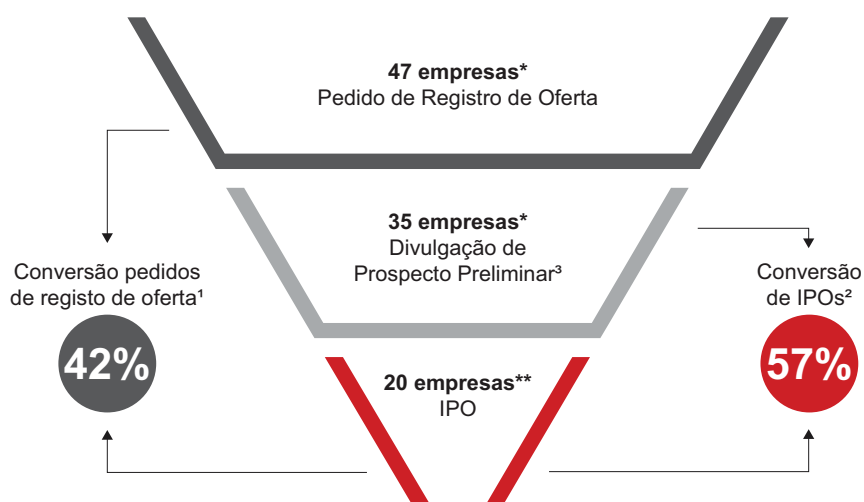 47 empresas*
Pedido de Registro de Oferta
35 empresas*
Divulgação de
Prospecto Preliminar³
Conversão pedidos
de registo de oferta¹
42%
Conversão
de IPOs²
57%
20 empresas**
IPO